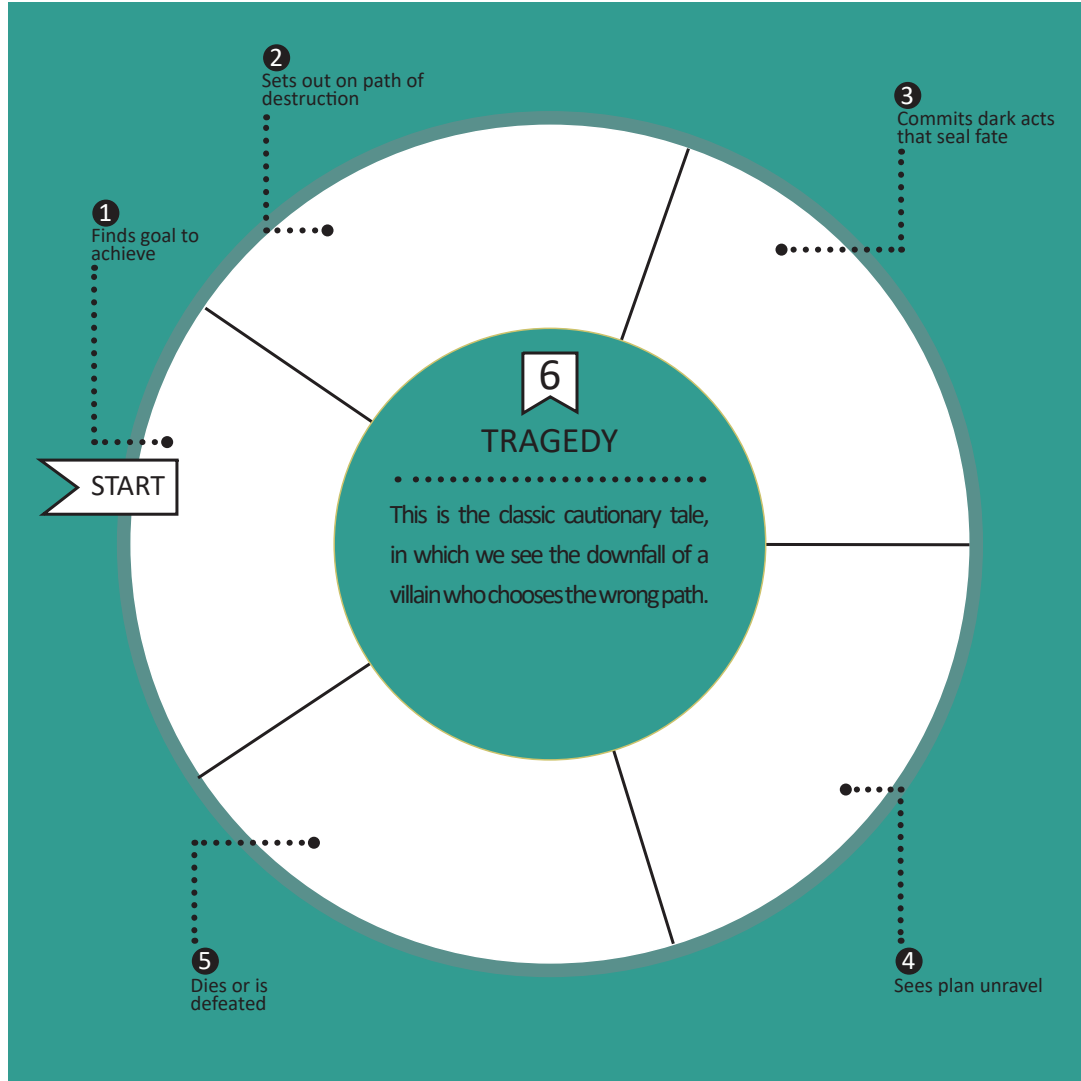 2
Sets out on path of
destruction
3
Commits dark acts
that seal fate
1
Finds goal to
achieve
START
6
TRAGEDY
This is the classic cautionary tale,
in which we see the downfall of a
villain who chooses the wrong path.
5
Dies or is
defeated
4
Sees plan unravel